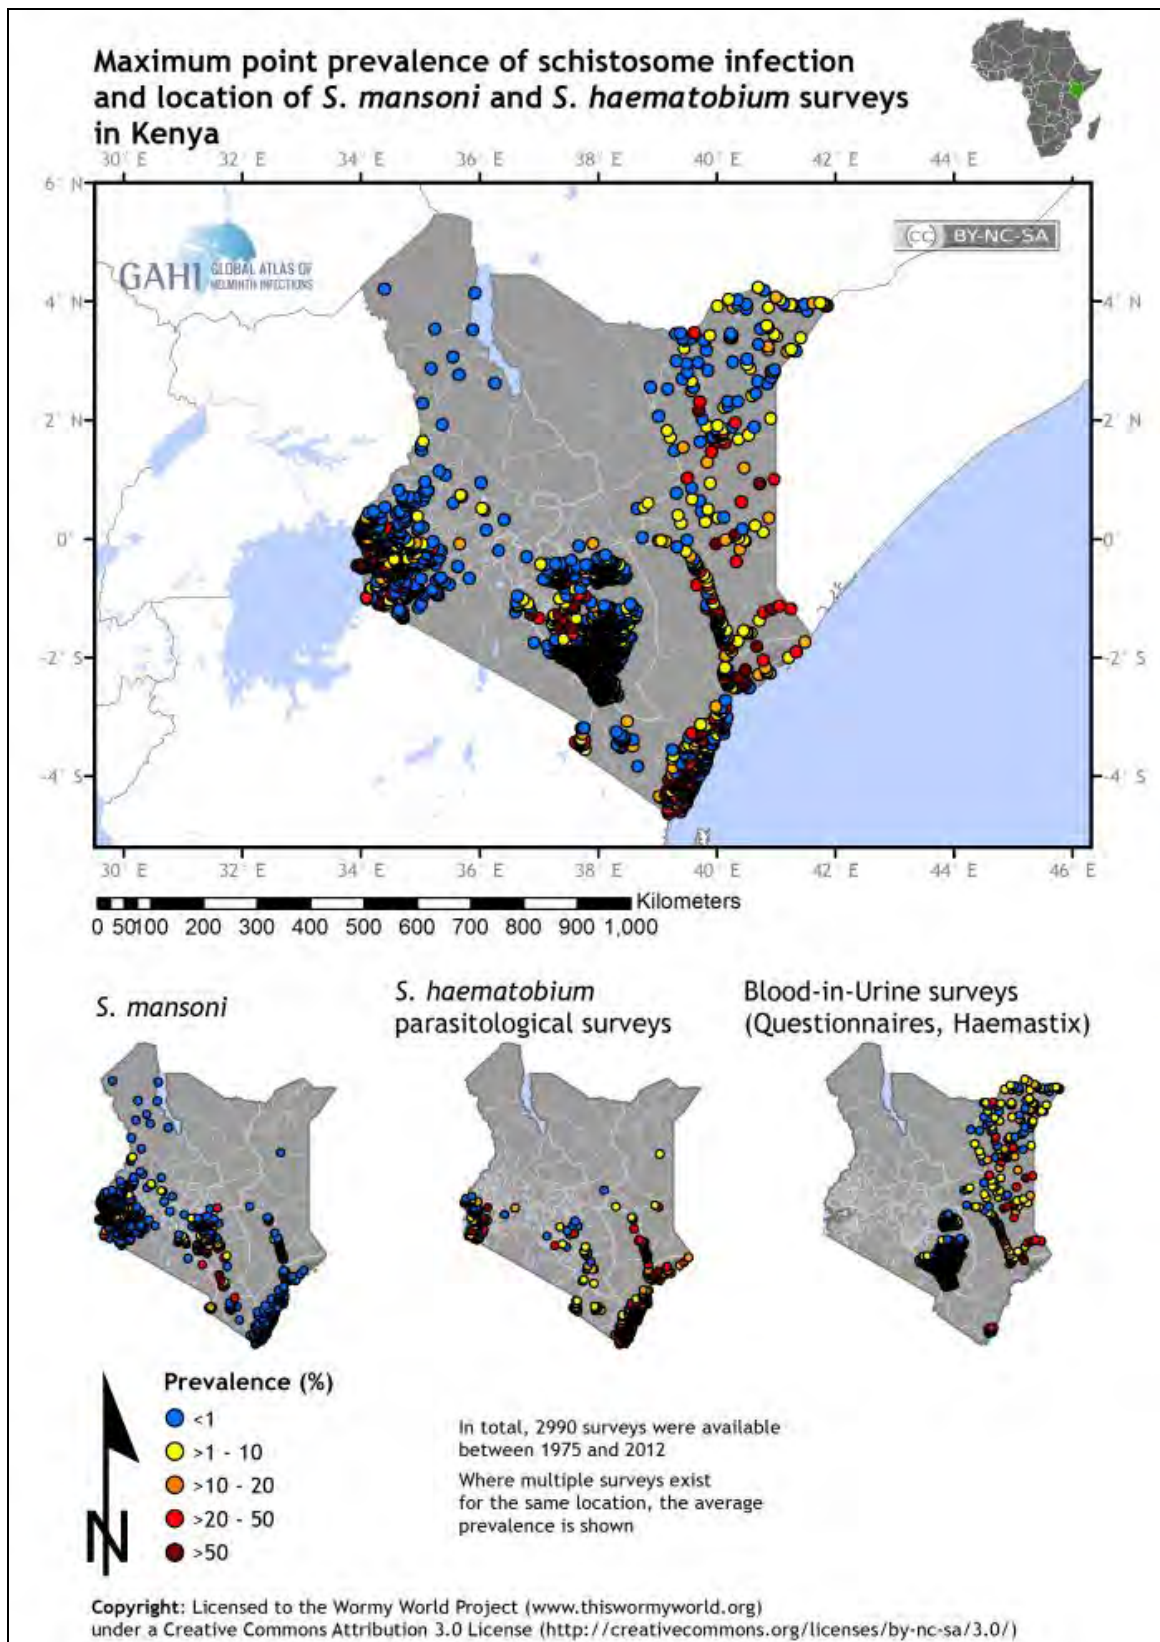 Maximum point prevalence of schistosome infection
and location of S. mansoni and S. haematobium surveys
in Kenya
30° E 32° E 34° E 36° E 38° E 40° E 42° E 44° E
6° N
GAHI GLOBAL ATLAS OF
HELMINTH INFECTIONS
CC BY-NC-SA
4° N 4° N
2° N 2° N
0° 0°
-2° S -2° S
-4° S -4° S
30° E 32° E 34° E 36° E 38° E 40° E 42° E 44° E 46° E
Kilometers
0 50100 200 300 400 500 600 700 800 900 1,000
S. mansoni
S. haematobium
parasitological surveys
Blood-in-Urine surveys
(Questionnaires, Haemastix)
Prevalence (%)
<1
>1 - 10
>10 - 20
>20 - 50
>50
N
In total, 2990 surveys were available
between 1975 and 2012
Where multiple surveys exist
for the same location, the average
prevalence is shown
Copyright: Licensed to the Wormy World Project (www.thiswormyworld.org)
under a Creative Commons Attribution 3.0 License (http://creativecommons.org/licenses/by-nc-sa/3.0/)